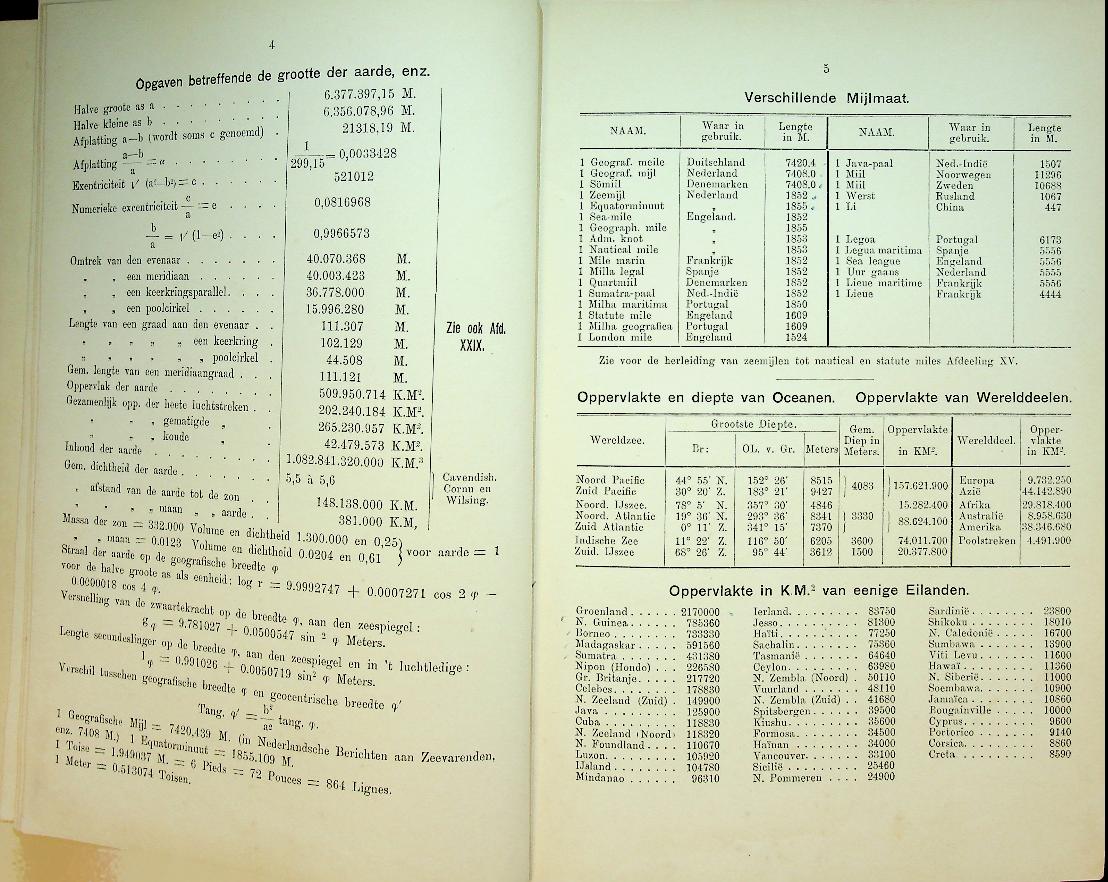 4
Opgaven betreffende de grootte der aarde, enz.
Halve groote as a . . . . . . . . . 6.377.397,15 M.
Halve kleine as b . . . . . . . . . 6.356.078,96 M.
Afplatting a—b (wordt soms c genoemd) . 21318,19 M.
Afplatting a—b/a = α . . . . . . . 1/299,15 = 0,0033428
Exentriciteit √ (a²—b²) = c . . . . . . 521012
Numerieke excentriciteit c/a = e . . . . 0,0816968
b/a = √ (1—e²) . . . . 0,9966573
Omtrek van den evenaar . . . . . . . 40.070.368 M.
„ „ een meridiaan . . . . . . 40.003.423 M.
„ „ een keerkringsparallel . . . . 36.778.000 M.
„ „ een poolcirkel . . . . . . 15.996.280 M.
Lengte van een graad aan den evenaar . . 111.307 M.
„ „ „ „ „ een keerkring . 102.129 M.
„ „ „ „ „ „ poolcirkel . 44.508 M.
Gem. lengte van een meridiaangraad . . . 111.121 M.
Zie ook Afd.
XXIX.
Oppervlak der aarde . . . . . . . . 509.950.714 K.M².
Gezamenlijk opp. der heete luchtstreken . . 202.240.184 K.M².
„ „ „ gematigde „ 265.230.957 K.M².
„ „ „ koude „ 42.479.573 K.M².
Inhoud der aarde . . . . . . . . . 1.082.841.320.000 K.M.³
Gem. dichtheid der aarde . . . . . . . 5,5 à 5,6
Cavendish.
Cornu en
Wilsing.
„ afstand van de aarde tot de zon . . 148.138.000 K.M.
„ „ „ „ maan „ „ aarde . . 381.000 K.M,
Massa der zon = 332.000 Volume en dichtheid 1.300.000 en 0,25
„ „ maan = 0.0123 Volume en dichtheid 0.0204 en 0,61 } voor aarde = 1
Straal der aarde op de geografische breedte φ
voor de halve groote as als eenheid: log r = 9.9992747 + 0.0007271 cos 2 φ —
0.0000018 cos 4 φ.
Versnelling van de zwaartekracht op de breedte φ, aan den zeespiegel:
g φ = 9.781027 + 0.0500547 sin ² φ Meters.
Lengte secundeslinger op de breedte φ, aan den zeespiegel en in 't luchtledige:
l φ = 0.991026 + 0.0050719 sin² φ Meters.
Verschil tusschen geografische breedte φ en geocentrische breedte φ'
Tang. φ' = b²/a² tang. φ.
1 Geografische Mijl = 7420,439 M. (in Nederlandsche Berichten aan Zeevarenden,
enz. 7408 M.) 1 Equatorminuut = 1855.109 M.
1 Toise = 1.949037 M. = 6 Pieds = 72 Pouces = 864 Lignes.
1 Meter = 0.513074 Toisen.
5
Verschillende Mijlmaat.
NAAM. Waar in gebruik. Lengte in M. NAAM. Waar in gebruik. Lengte in M.
1 Geograf. meile Duitschland 7420.4 1 Java-paal Ned.-Indië 1507
1 Geograf. mijl Nederland 7408.0 1 Miil Noorwegen 11296
1 Sömiil Denemarken 7408.0 1 Miil Zweden 10688
1 Zeemijl Nederland 1852 1 Werst Rusland 1067
1 Equatorminuut „ 1855 1 Li China 447
1 Sea-mile Engeland. 1852
1 Geograph. mile „ 1855
1 Adm. knot „ 1853 1 Legoa Portugal 6173
1 Nautical mile „ 1853 1 Legua maritima Spanje 5556
1 Mile marin Frankrijk 1852 1 Sea league Engeland 5556
1 Milla legal Spanje 1852 1 Uur gaans Nederland 5555
1 Quartmiil Denemarken 1852 1 Lieue maritime Frankrijk 5556
1 Sumatra-paal Ned.-Indië 1852 1 Lieue Frankrijk 4444
1 Milha maritima Portugal 1850
1 Statute mile Engeland 1609
1 Milha geografica Portugal 1609
1 London mile Engeland 1524
Zie voor de herleiding van zeemijlen tot nautical en statute miles Afdeeling XV.
Oppervlakte en diepte van Oceanen. Oppervlakte van Werelddeelen.
Wereldzee. Grootste Diepte. Gem. Diep in Meters. Oppervlakte in KM². Werelddeel. Opper-vlakte in KM².
Br: OL. v. Gr. Meters
Noord Pacific 44° 55' N. 152° 26' 8515 } 4083 } 157.621.900 Europa 9.732.250
Zuid Pacific 30° 20' Z. 183° 21' 9427 Azië 44.142.890
Noord. IJszee 78° 5' N. 357° 30' 4846 15.282.400 Afrika 29.818.400
Noord. Atlantic 19° 36' N. 293° 36' 8341 } 3330 } 88.624.100 Australië 8.958.630
Zuid Atlantic 0° 11' Z. 341° 15' 7370 Amerika 38.346.680
Indische Zee 11° 22' Z. 116° 50' 6205 3600 74.011.700 Poolstreken 4.491.900
Zuid. IJszee 68° 26' Z. 95° 44' 3612 1500 20.377.800
Oppervlakte in K.M.² van eenige Eilanden.
Groenland . . . . . . 2170000 Ierland. . . . . . . . 83750 Sardinië . . . . . . . . 23800
N. Guinea. . . . . . 785360 Jesso. . . . . . . . . 81300 Shikoku . . . . . . . . 18010
Borneo . . . . . . . 733330 Haïti. . . . . . . . . 77250 N. Caledonië . . . . . 16700
Madagaskar . . . . . 591560 Sachalin. . . . . . . 75360 Sumbawa . . . . . . . 13900
Sumatra . . . . . . . 431380 Tasmanië . . . . . . 64640 Viti Levu . . . . . . . 11600
Nipon (Hondo) . . . . 226580 Ceylon. . . . . . . . 63980 Hawaï . . . . . . . . . 11360
Gr. Britanje. . . . . . 217720 N. Zembla (Noord) . 50110 N. Siberië . . . . . . . 11000
Celebes . . . . . . . 178830 Vuurland . . . . . . 48110 Soembawa. . . . . . . 10900
N. Zeeland (Zuid) . 149900 N. Zembla (Zuid) . . 41680 Jamaïca . . . . . . . . 10860
Java . . . . . . . . . 125900 Spitsbergen . . . . . 39500 Bougainville . . . . . 10000
Cuba . . . . . . . . . 118830 Kiushu. . . . . . . . 35600 Cyprus. . . . . . . . . 9600
N. Zeeland (Noord) 118320 Formosa. . . . . . . 34500 Portorico . . . . . . . 9140
N. Foundland . . . . 110670 Haïnan . . . . . . . 34000 Corsica. . . . . . . . . 8860
Luzon. . . . . . . . . 105920 Vancouver. . . . . . 33100 Creta . . . . . . . . . . 8590
IJsland . . . . . . . . 104780 Sicilië . . . . . . . . 25460
Mindanao . . . . . . 96310 N. Pommeren . . . . 24900